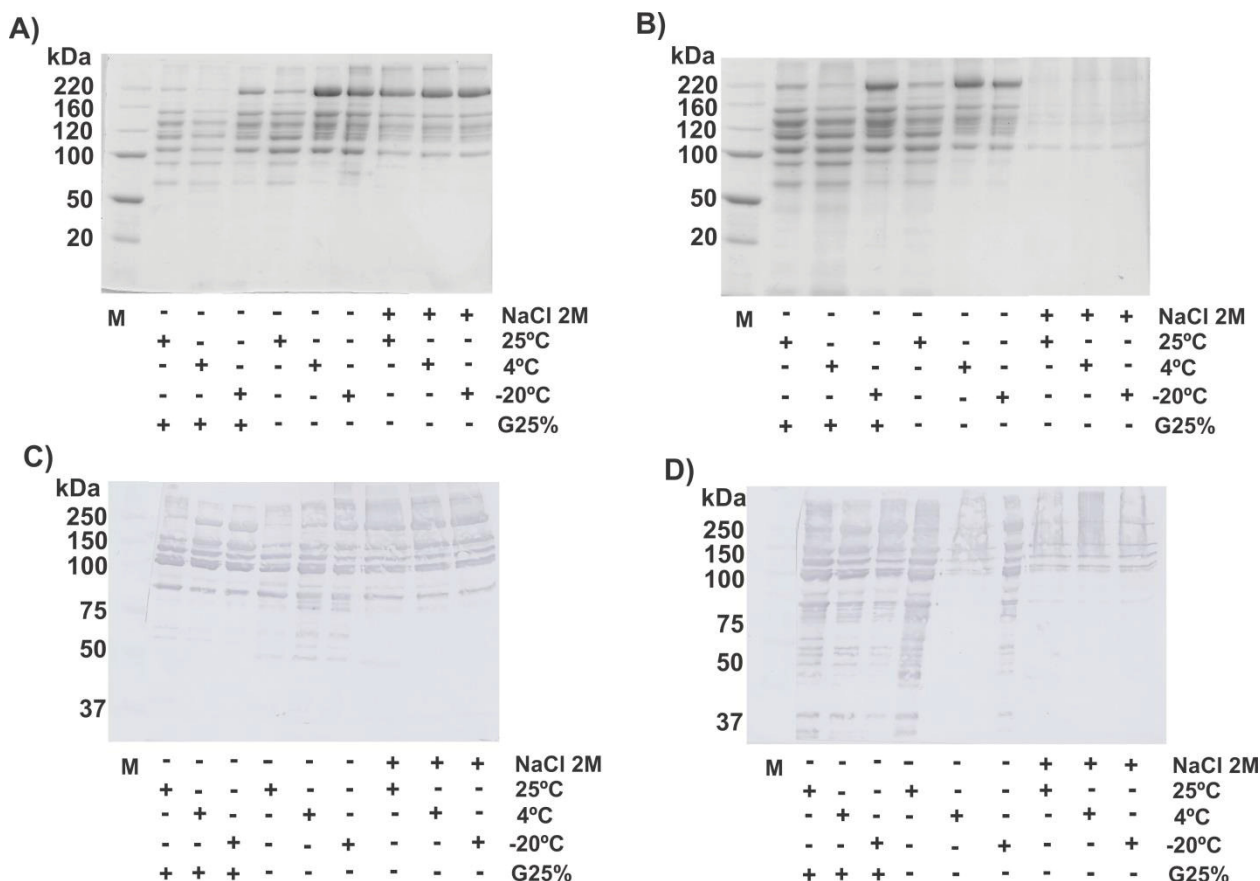 A)
kDa
220
160
120
100
50
20
M - - - - - - + + + NaCl 2M
+ - - + - - + - - 25ºC
- + - - + - - + - 4ºC
- - + - - + - - + -20ºC
+ + + - - - - - - G25%
B)
kDa
220
160
120
100
50
20
M - - - - - - + + + NaCl 2M
+ - - + - - + - - 25ºC
- + - - + - - + - 4ºC
- - + - - + - - + -20ºC
+ + + - - - - - - G25%
C)
kDa
250
150
100
75
50
37
M - - - - - - + + + NaCl 2M
+ - - + - - + - - 25ºC
- + - - + - - + - 4ºC
- - + - - + - - + -20ºC
+ + + - - - - - - G25%
D)
kDa
250
150
100
75
50
37
M - - - - - - + + + NaCl 2M
+ - - + - - + - - 25ºC
- + - - + - - + - 4ºC
- - + - - + - - + -20ºC
+ + + - - - - - - G25%